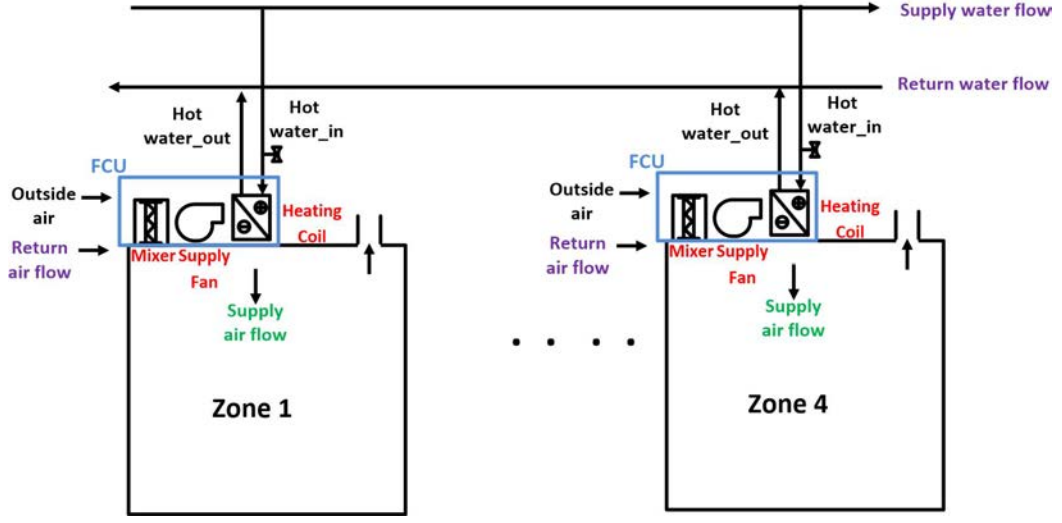 Supply water flow
Return water flow
Hot
water_out
Hot
water_in
FCU
Outside
air
Return
air flow
Heating
Coil
Mixer Supply
Fan
Supply
air flow
Zone 1
Hot
water_out
Hot
water_in
FCU
Outside
air
Return
air flow
Heating
Coil
Mixer Supply
Fan
Supply
air flow
Zone 4